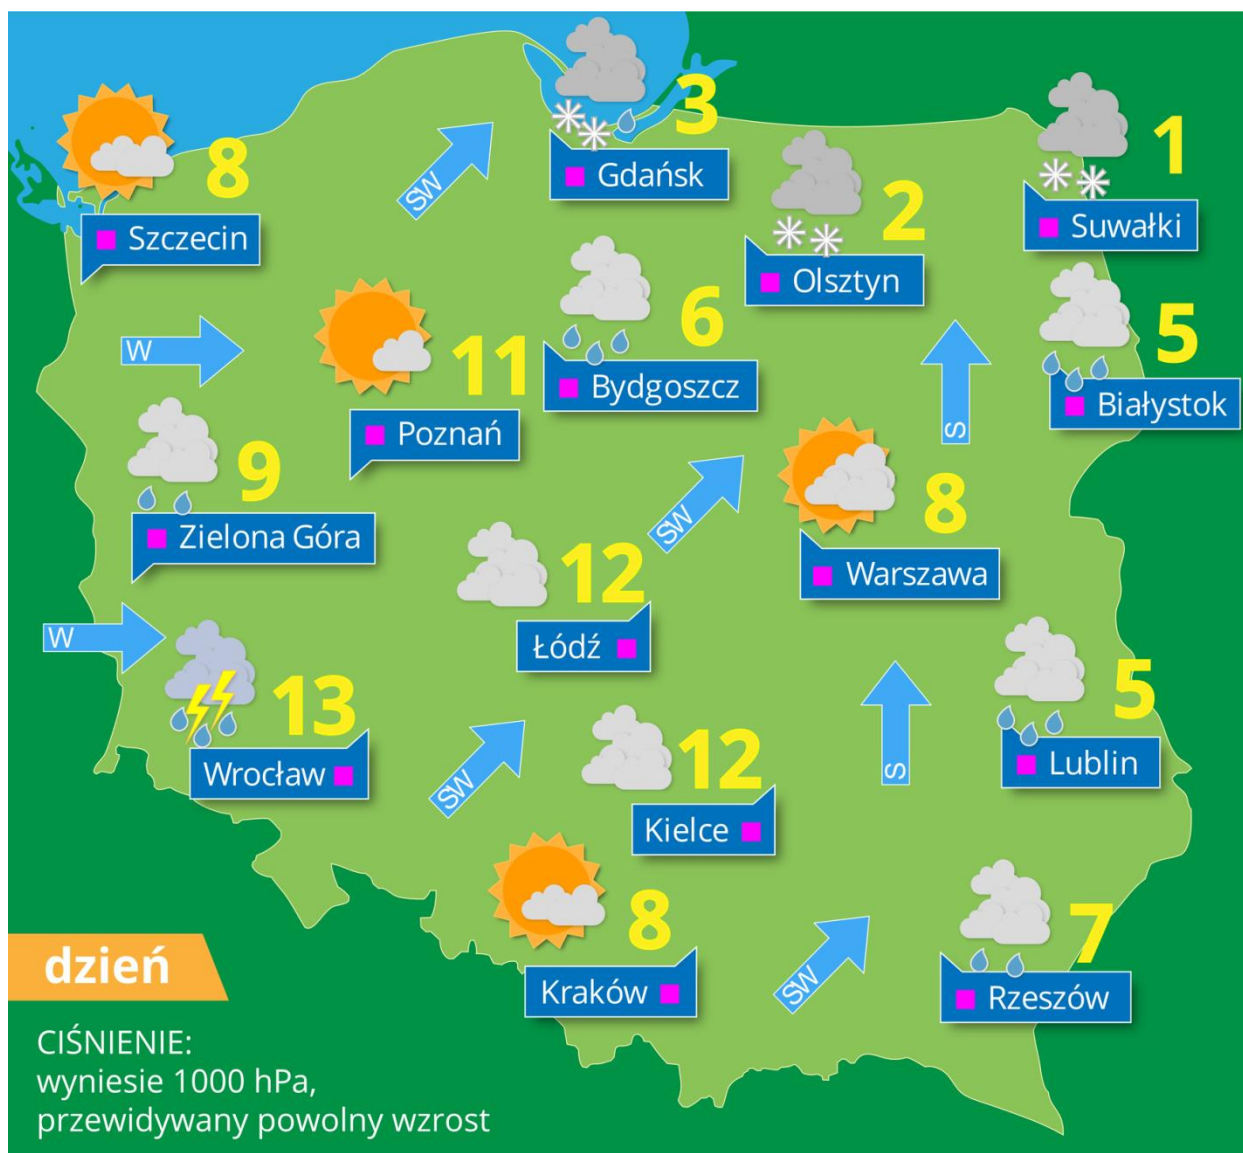 3
Gdańsk
1
Suwałki
8
Szczecin
SW
2
Olsztyn
6
Bydgoszcz
5
Białystok
W
11
Poznań
S
9
Zielona Góra
SW
8
Warszawa
12
Łódź
W
13
Wrocław
5
Lublin
SW
12
Kielce
S
8
Kraków
SW
7
Rzeszów
dzień
CIŚNIENIE:
wyniesie 1000 hPa,
przewidywany powolny wzrost